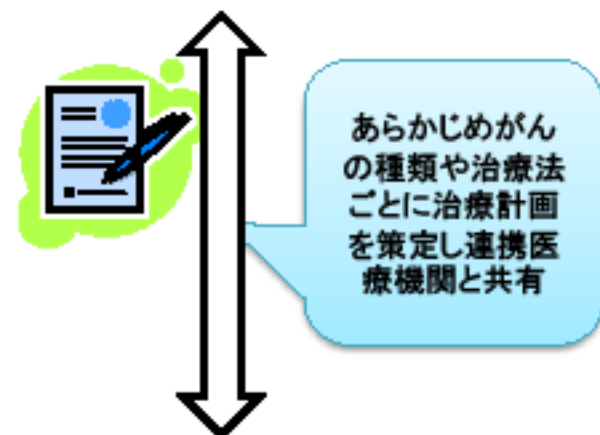 あらかじめがん
の種類や治療法
ごとに治療計画
を策定し連携医
療機関と共有